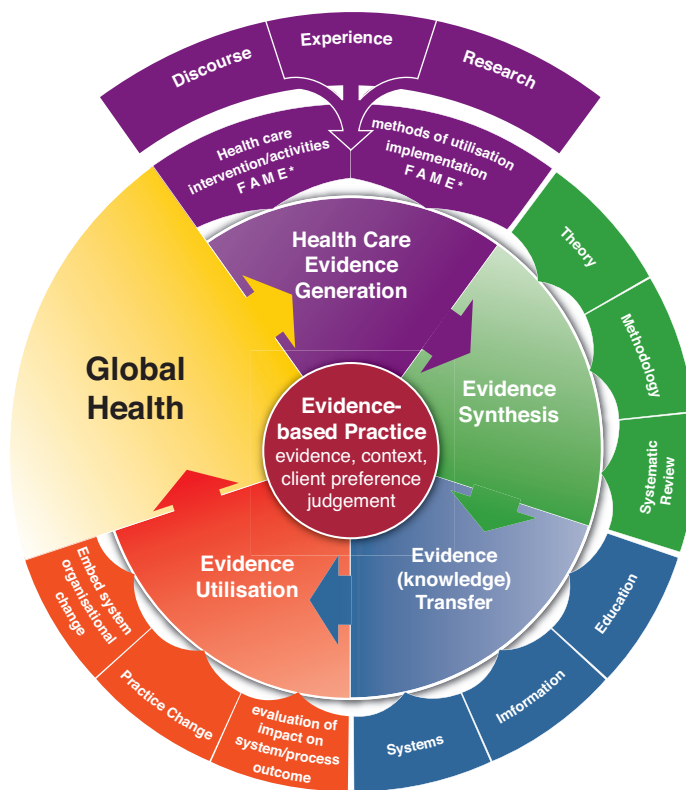 Discourse
Experience
Research
Health care
intervention/activities
F A M E*
methods of utilisation
implementation
F A M E*
Health Care
Evidence
Generation
Theory
Methodology
Systematic
Review
Evidence
Synthesis
Global
Health
Evidence-
based Practice
evidence, context,
client preference
judgement
Evidence
(knowledge)
Transfer
Education
Imformation
Systems
Evidence
Utilisation
evaluation of
impact on
system/process
outcome
Practice Change
Embed system
organisational
change